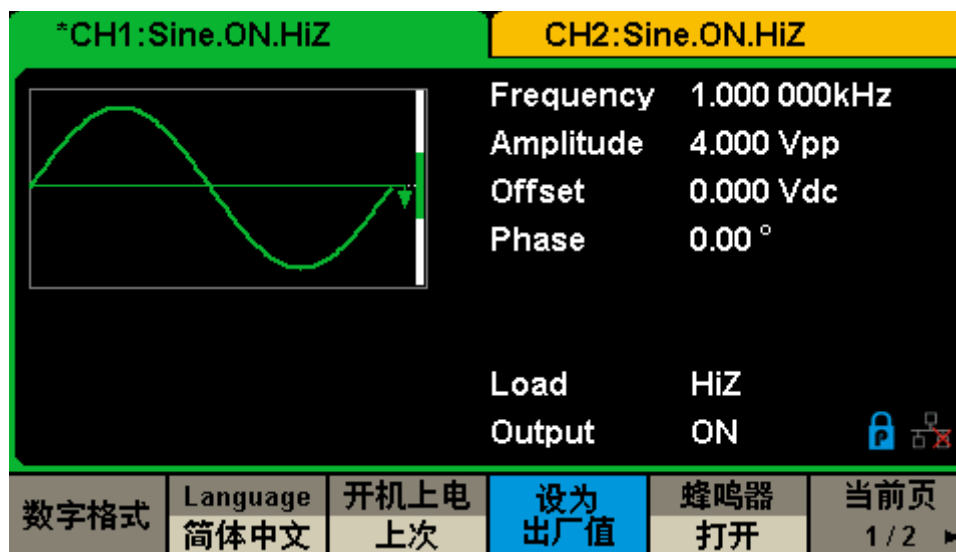 *CH1:Sine.ON.HiZ CH2:Sine.ON.HiZ
Frequency 1.000 000kHz
Amplitude 4.000 Vpp
Offset 0.000 Vdc
Phase 0.00 °
Load HiZ
Output ON
P
数字格式
Language
简体中文
开机上电
上次
设为
出厂值
蜂鸣器
打开
当前页
1/2 ►